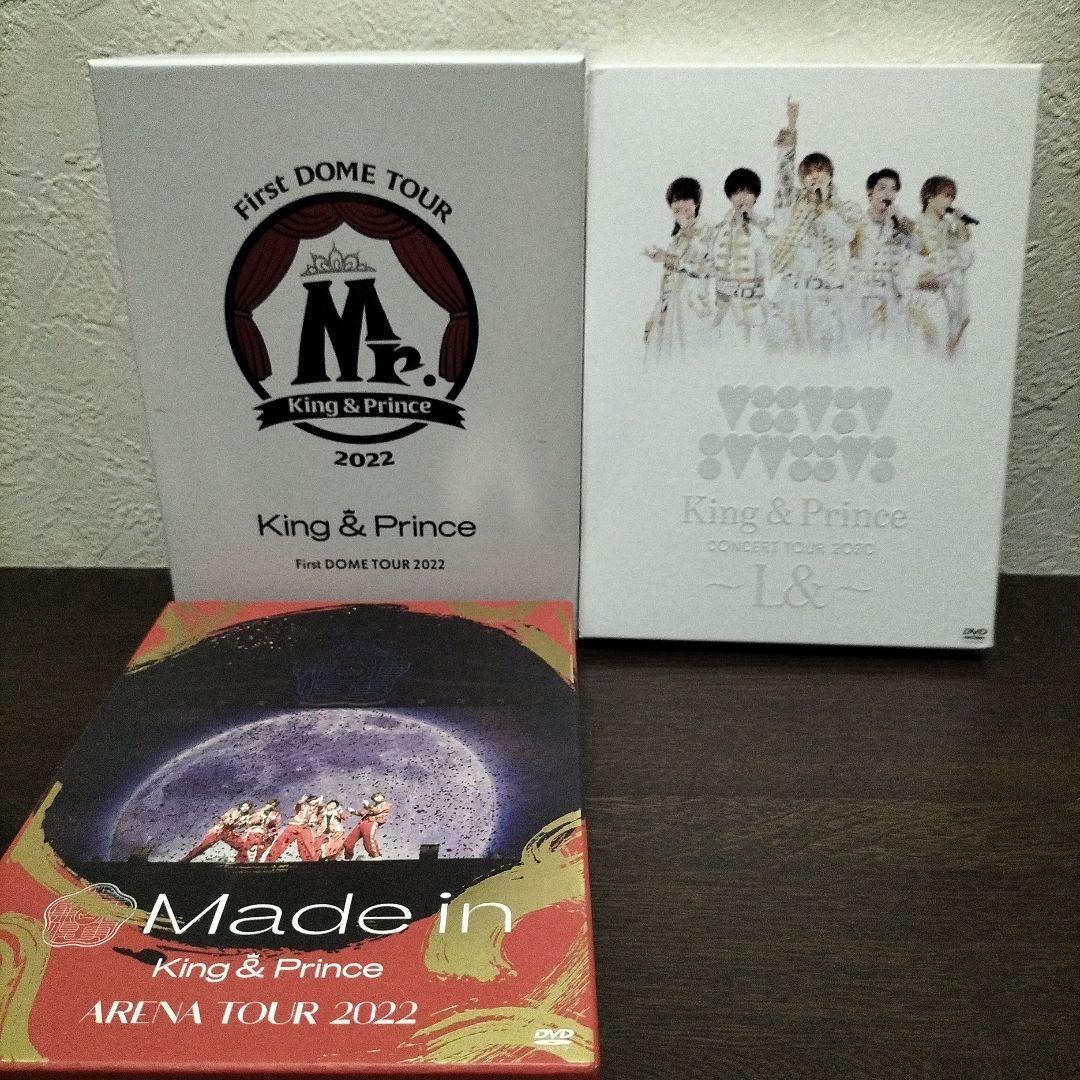 First DOME TOUR
Mr.
King & Prince
2022
King & Prince
First DOME TOUR 2022
King & Prince
CONCERT TOUR 2020
～L&～
DVD
Made in
King & Prince
ARENA TOUR 2022
DVD